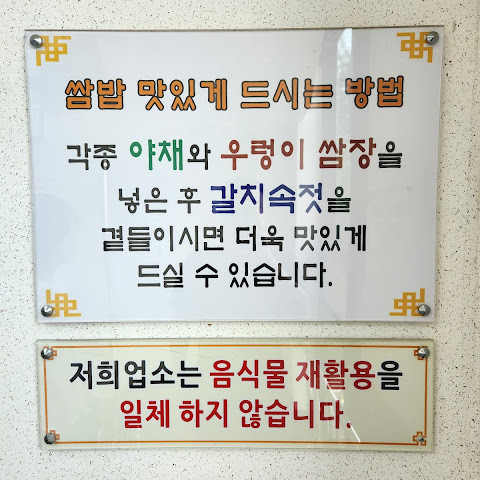 쌈밥 맛있게 드시는 방법
각종 야채와 우렁이 쌈장을
넣은 후 갈치속젓을
곁들이시면 더욱 맛있게
드실 수 있습니다.
저희업소는 음식물 재활용을
일체 하지 않습니다.